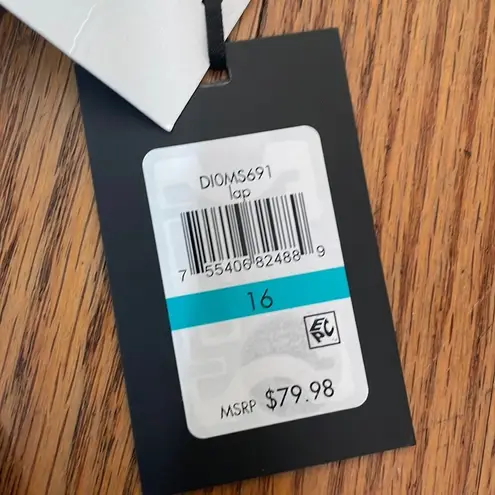 DI0MS691
lap
7 55406 82488 9
16
EPC
MSRP $79.98